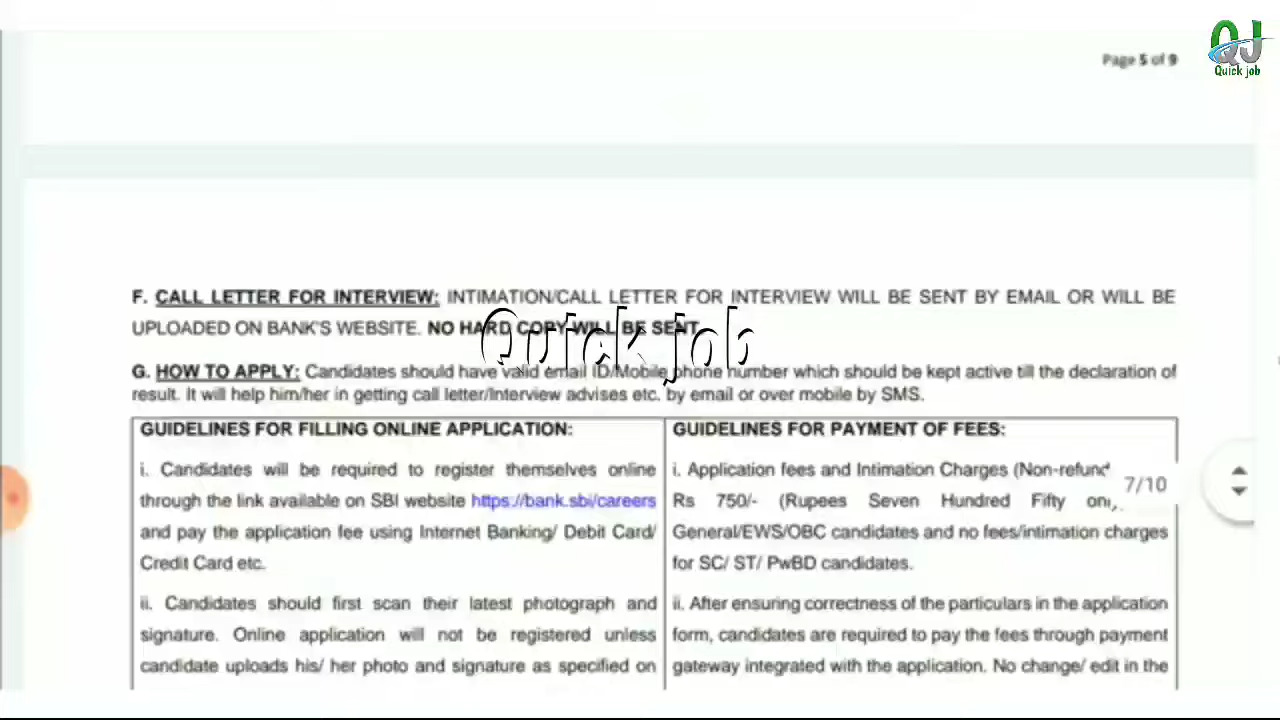 QJ
Quick job
Page 5 of 9
F. CALL LETTER FOR INTERVIEW: INTIMATION/CALL LETTER FOR INTERVIEW WILL BE SENT BY EMAIL OR WILL BE
UPLOADED ON BANK'S WEBSITE. NO HARD COPY WILL BE SENT.
Quick job
G. HOW TO APPLY: Candidates should have valid email ID/Mobile phone number which should be kept active till the declaration of
result. It will help him/her in getting call letter/Interview advises etc. by email or over mobile by SMS.
GUIDELINES FOR FILLING ONLINE APPLICATION:
i. Candidates will be required to register themselves online
through the link available on SBI website https://bank.sbi/careers
and pay the application fee using Internet Banking/ Debit Card/
Credit Card etc.
ii. Candidates should first scan their latest photograph and
signature. Online application will not be registered unless
candidate uploads his/ her photo and signature as specified on
GUIDELINES FOR PAYMENT OF FEES:
i. Application fees and Intimation Charges (Non-refund
Rs 750/- (Rupees Seven Hundred Fifty on
General/EWS/OBC candidates and no fees/intimation charges
for SC/ ST/ PwBD candidates.
ii. After ensuring correctness of the particulars in the application
form, candidates are required to pay the fees through payment
gateway integrated with the application. No change/ edit in the
7/10